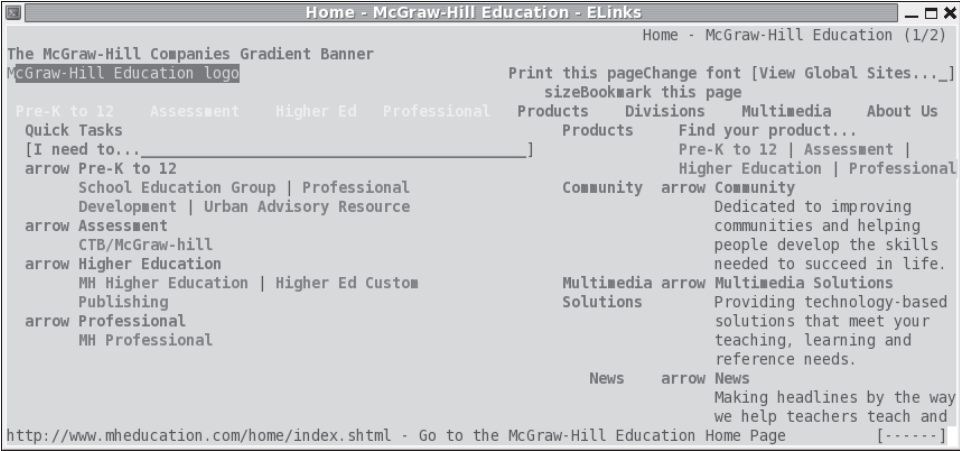 Home - McGraw-Hill Education - ELinks
Home - McGraw-Hill Education (1/2)
The McGraw-Hill Companies Gradient Banner
McGraw-Hill Education logo Print this pageChange font [View Global Sites..._]
sizeBookmark this page
Pre-K to 12 Assessment Higher Ed Professional Products Divisions Multimedia About Us
Quick Tasks Products Find your product...
[I need to...___________________________________________] Pre-K to 12 | Assessment |
arrow Pre-K to 12 Higher Education | Professional
School Education Group | Professional Community arrow Community
Development | Urban Advisory Resource Dedicated to improving
arrow Assessment communities and helping
CTB/McGraw-hill people develop the skills
arrow Higher Education needed to succeed in life.
MH Higher Education | Higher Ed Custom Multimedia arrow Multimedia Solutions
Publishing Solutions Providing technology-based
arrow Professional solutions that meet your
MH Professional teaching, learning and
reference needs.
News arrow News
Making headlines by the way
we help teachers teach and
http://www.mheducation.com/home/index.shtml - Go to the McGraw-Hill Education Home Page [------]